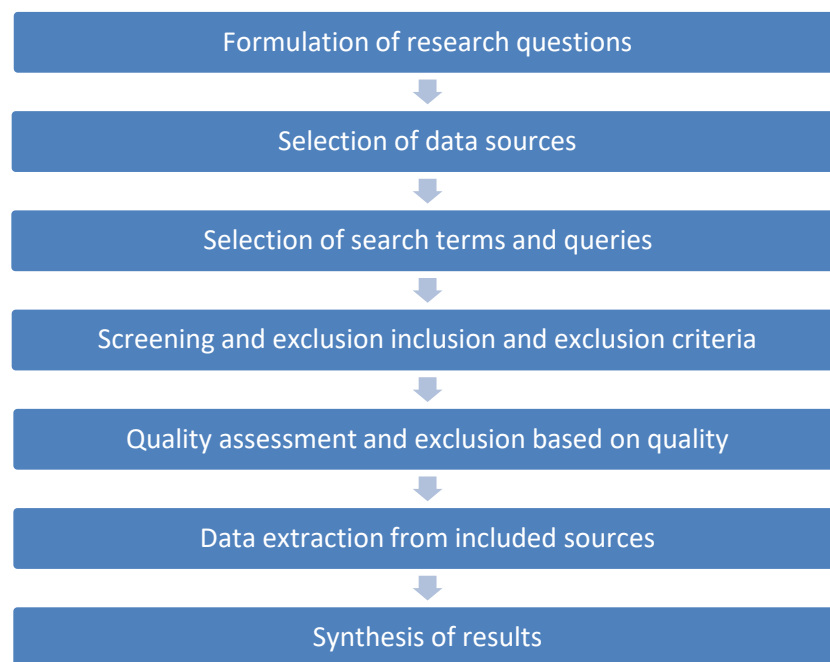 Formulation of research questions
Selection of data sources
Selection of search terms and queries
Screening and exclusion inclusion and exclusion criteria
Quality assessment and exclusion based on quality
Data extraction from included sources
Synthesis of results